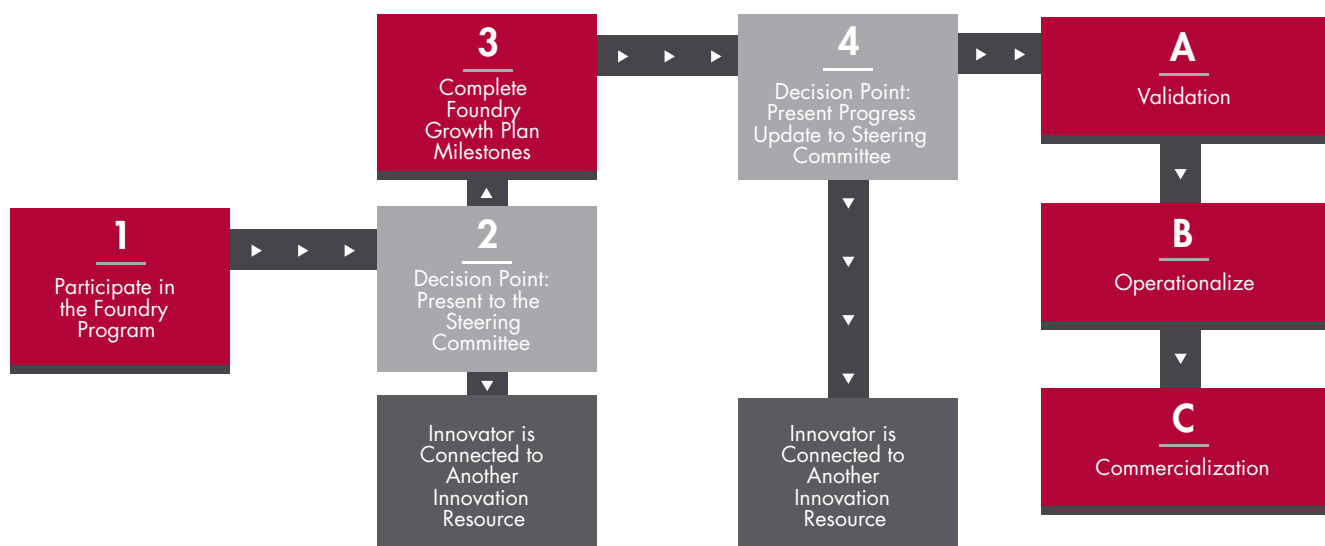 1
Participate in
the Foundry
Program
2
Decision Point:
Present to the
Steering
Committee
Innovator is
Connected to
Another
Innovation
Resource
3
Complete
Foundry
Growth Plan
Milestones
4
Decision Point:
Present Progress
Update to Steering
Committee
Innovator is
Connected to
Another
Innovation
Resource
A
Validation
B
Operationalize
C
Commercialization